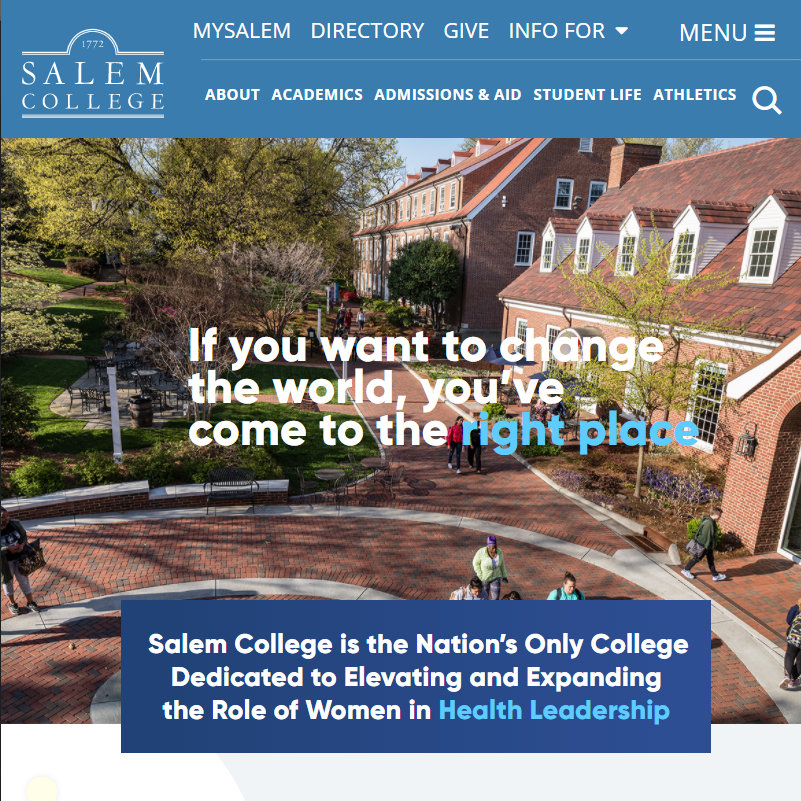 MYSALEM DIRECTORY GIVE INFO FOR MENU
1772
SALEM
COLLEGE
ABOUT ACADEMICS ADMISSIONS & AID STUDENT LIFE ATHLETICS
If you want to change
the world, you’ve
come to the right place
Salem College is the Nation’s Only College
Dedicated to Elevating and Expanding
the Role of Women in Health Leadership